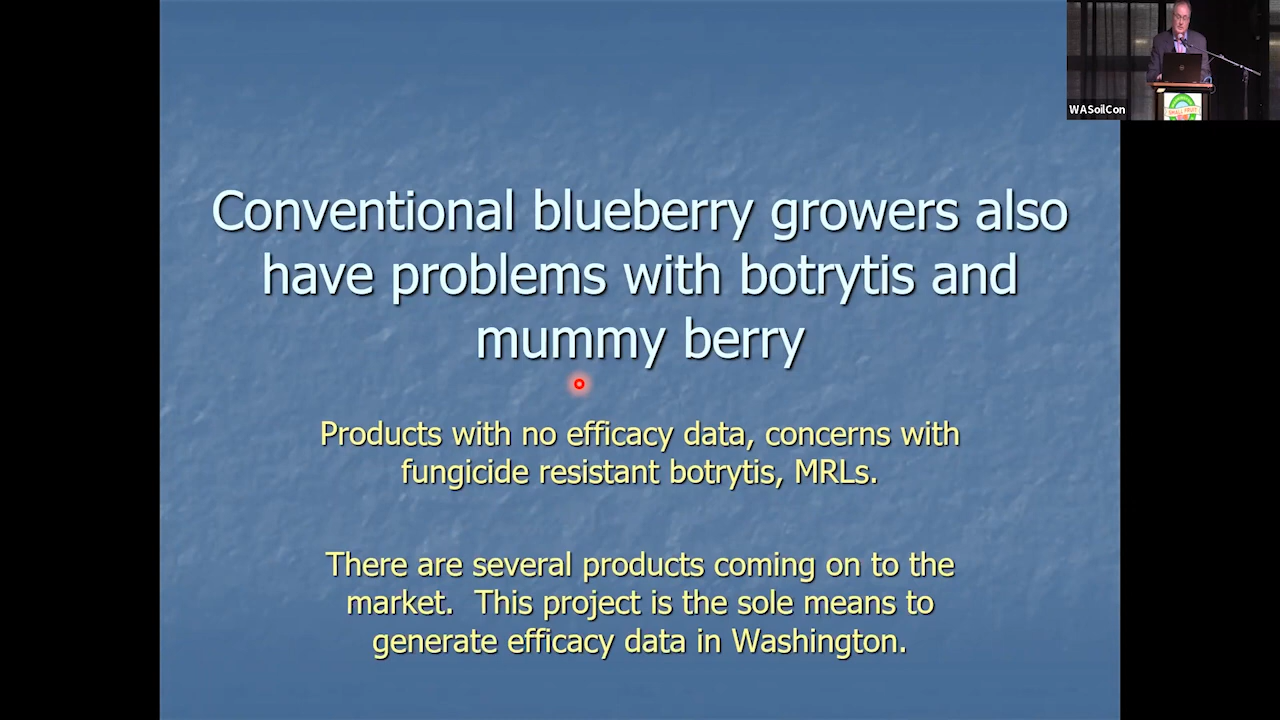 Conventional blueberry growers also
have problems with botrytis and
mummy berry
Products with no efficacy data, concerns with
fungicide resistant botrytis, MRLs.
There are several products coming on to the
market. This project is the sole means to
generate efficacy data in Washington.
WASoilCon
SMALL FRUIT